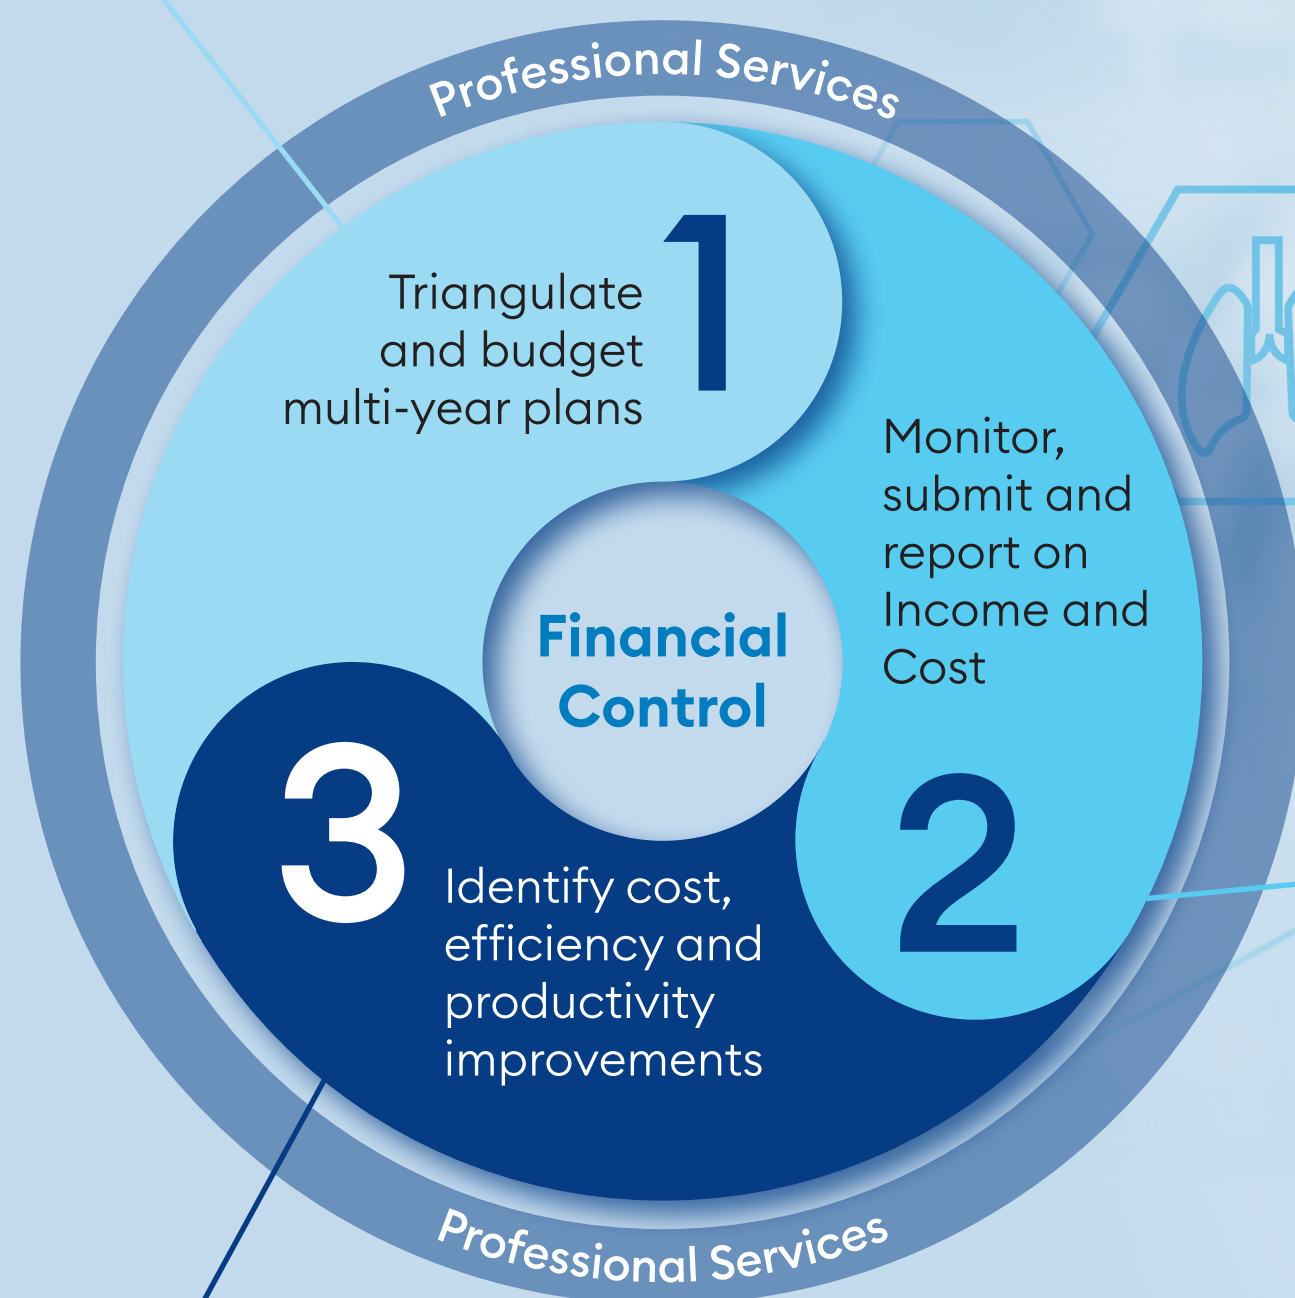 Professional Services
1
Triangulate
and budget
multi-year plans
Monitor,
submit and
report on
Income and
Cost
2
Financial
Control
3
Identify cost,
efficiency and
productivity
improvements
Professional Services